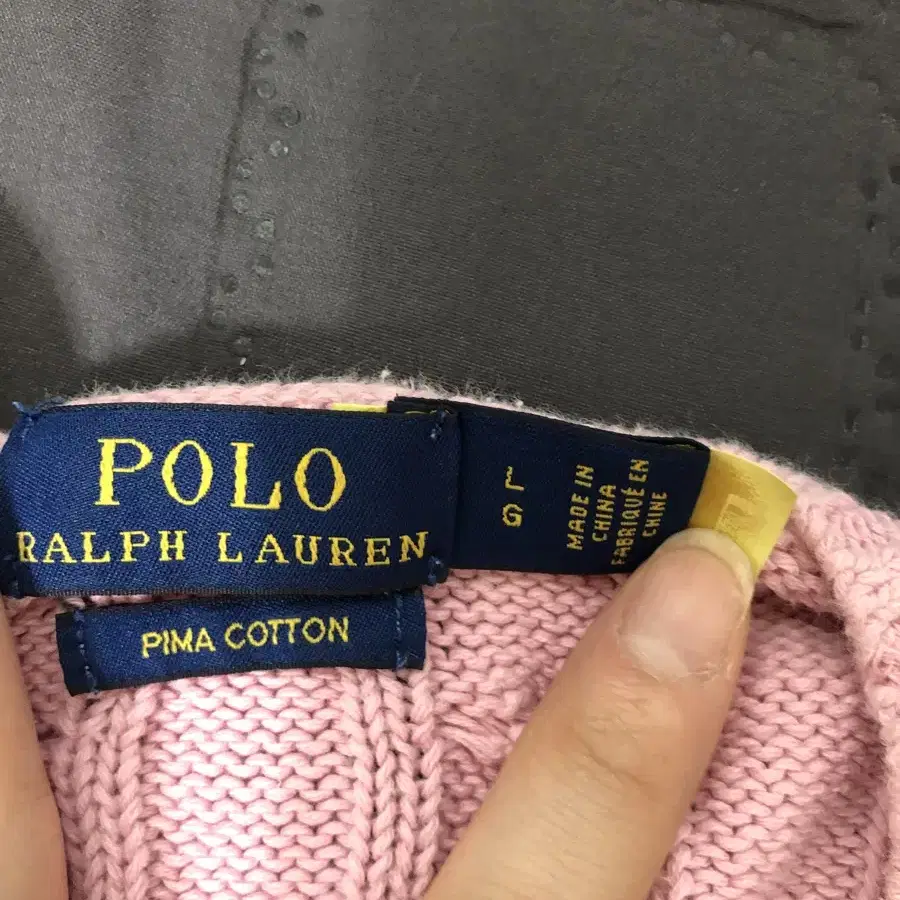 POLO
RALPH LAUREN
PIMA COTTON
L
G
MADE IN
CHINA
FABRIQUÉ EN
CHINE